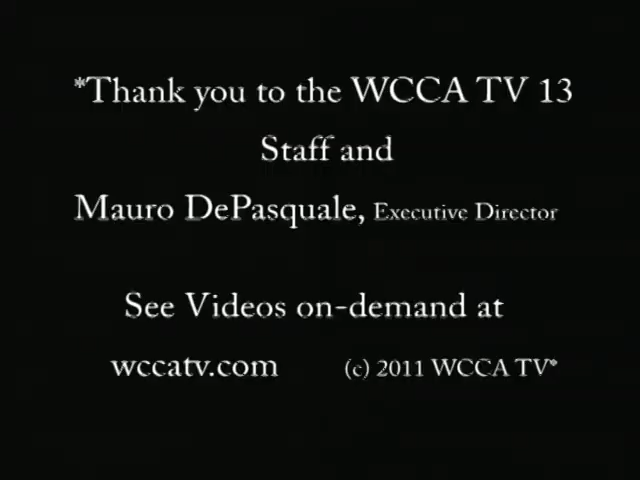 *Thank you to the WCCA TV 13
Staff and
Mauro DePasquale, Executive Director
See Videos on-demand at
wccatv.com (c) 2011 WCCA TV*